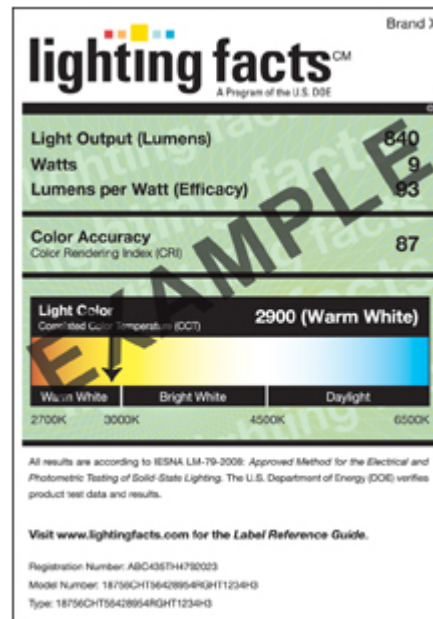 Brand X
lighting facts CM
A Program of the U.S. DOE
Light Output (Lumens) 840
Watts 9
Lumens per Watt (Efficacy) 93
Color Accuracy
Color Rendering Index (CRI) 87
Light Color
Correlated Color Temperature (CCT) 2900 (Warm White)
Warm White Bright White Daylight
2700K 3000K 4500K 6500K
EXAMPLE
All results are according to IESNA LM-79-2008: Approved Method for the Electrical and
Photometric Testing of Solid-State Lighting. The U.S. Department of Energy (DOE) verifies
product test data and results.
Visit www.lightingfacts.com for the Label Reference Guide.
Registration Number: ABC435TH4792023
Model Number: 18756CHT56428954RGHT1234H3
Type: 18756CHT56428954RGHT1234H3